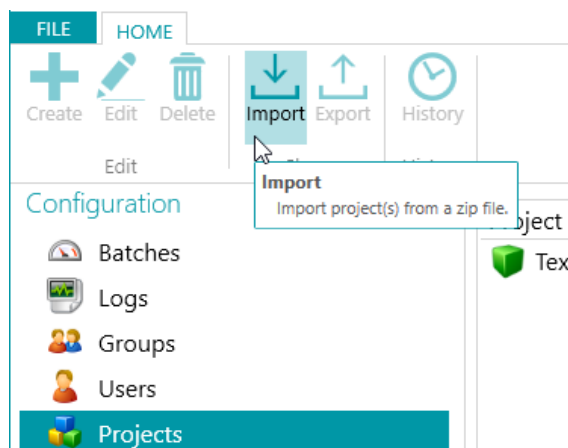 FILE HOME
Create Edit Delete Import Export History
Edit
Import
Import project(s) from a zip file.
Configuration
Batches
Logs
Groups
Users
Projects